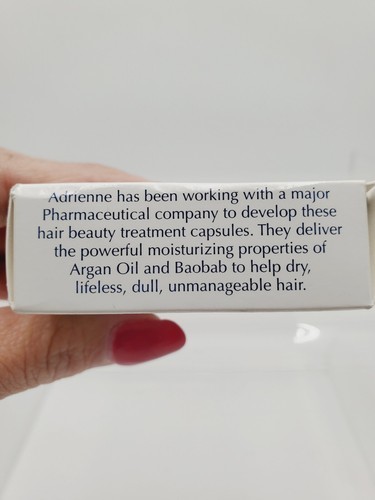 Adrienne has been working with a major
Pharmaceutical company to develop these
hair beauty treatment capsules. They deliver
the powerful moisturizing properties of
Argan Oil and Baobab to help dry,
lifeless, dull, unmanageable hair.